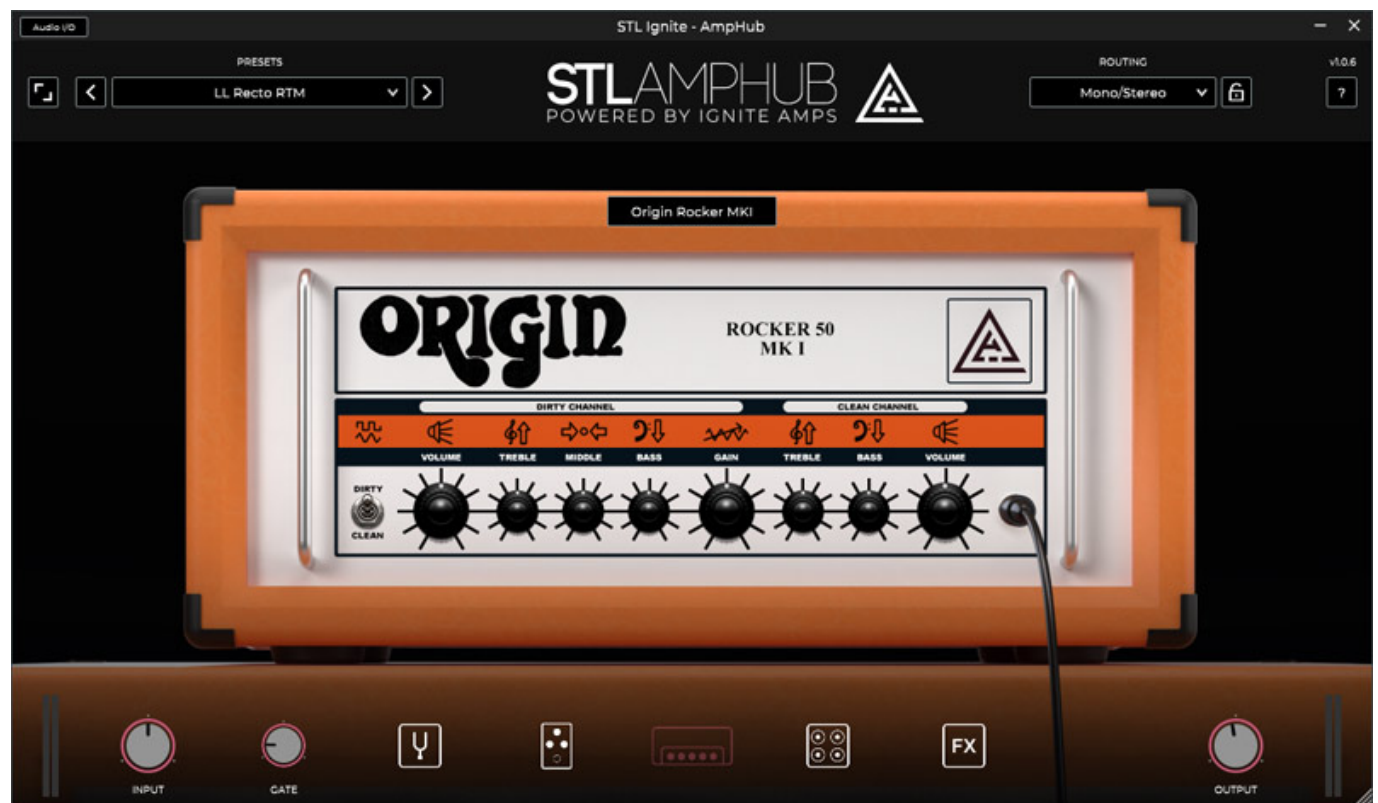 Audio I/O
STL Ignite - AmpHub
PRESETS
LL Recto RTM
STLAMPHUB
POWERED BY IGNITE AMPS
ROUTING
Mono/Stereo
v1.0.6
?
Origin Rocker MKI
ORIGIN
ROCKER 50
MK I
DIRTY CHANNEL
CLEAN CHANNEL
VOLUME TREBLE MIDDLE BASS GAIN TREBLE BASS VOLUME
DIRTY
CLEAN
FX
INPUT GATE OUTPUT